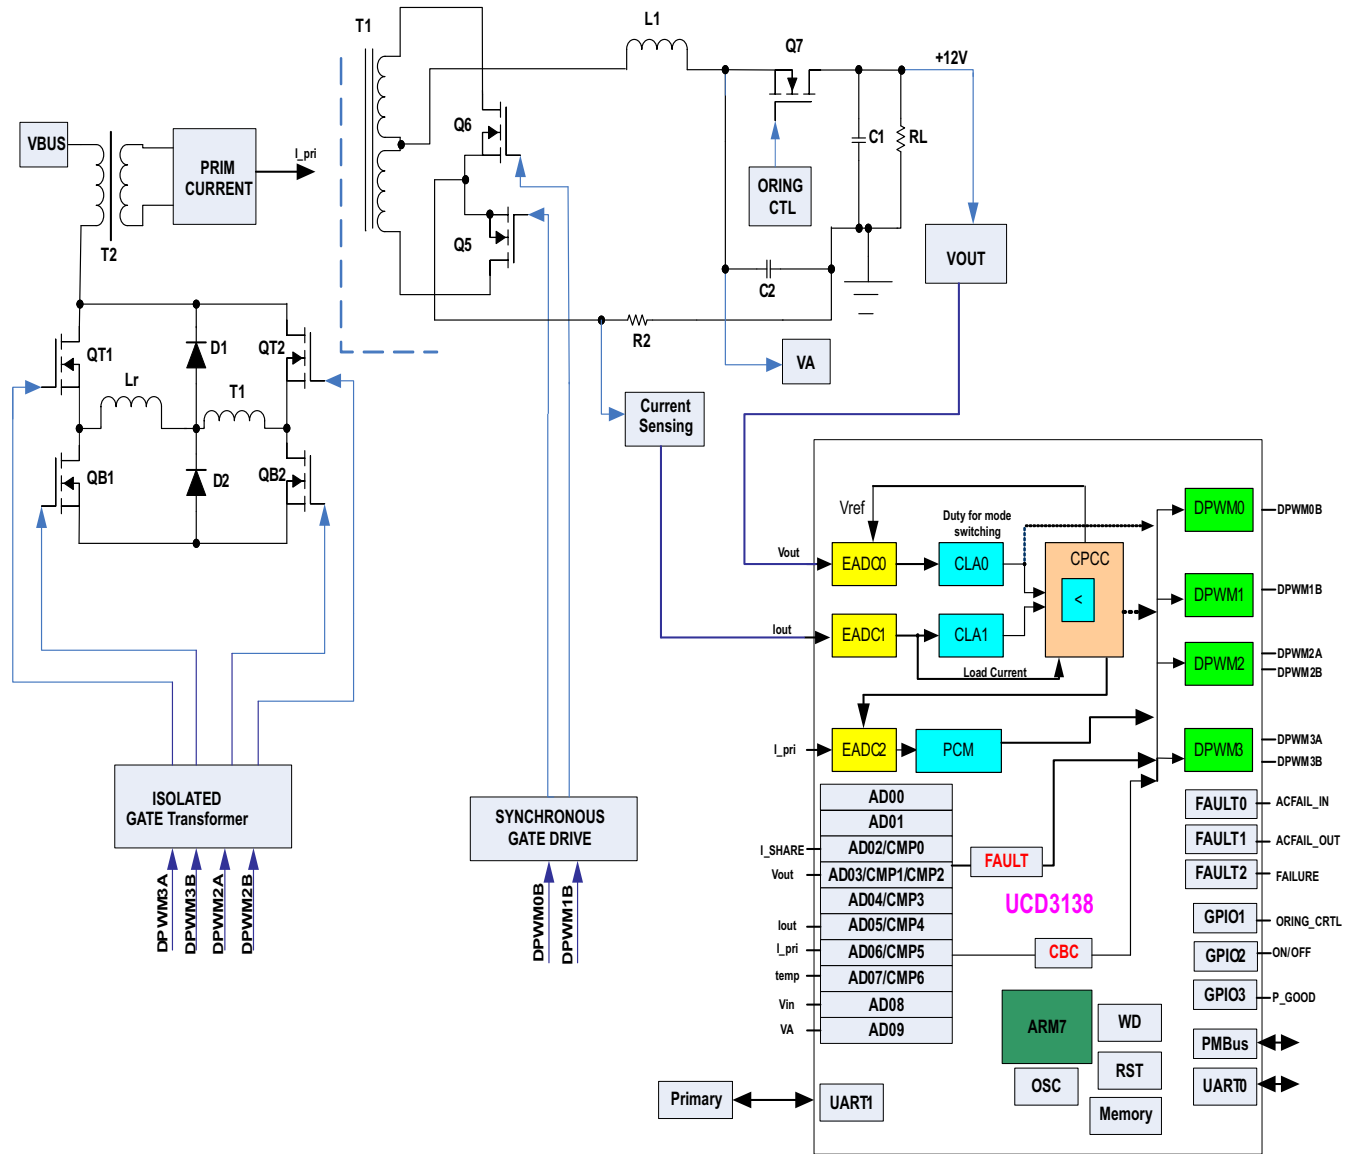 T1
L1
Q7
+12V
Q6
C1
RL
VBUS
PRIM
CURRENT
I_pri
ORING
CTL
Q5
T2
VOUT
C2
R2
QT1
D1
QT2
VA
Lr
T1
Current
Sensing
QB1
D2
QB2
Vref
Duty for mode
switching
DPWM0
DPWM0B
Vout
EADC0
CLA0
CPCC
<
DPWM1
DPWM1B
Iout
EADC1
CLA1
DPWM2
DPWM2A
DPWM2B
Load Current
I_pri
EADC2
PCM
DPWM3
DPWM3A
DPWM3B
ISOLATED
GATE Transformer
SYNCHRONOUS
GATE DRIVE
AD00
AD01
I_SHARE
AD02/CMP0
Vout
AD03/CMP1/CMP2
AD04/CMP3
Iout
AD05/CMP4
I_pri
AD06/CMP5
temp
AD07/CMP6
Vin
AD08
VA
AD09
FAULT
UCD3138
CBC
FAULT0
ACFAIL_IN
FAULT1
ACFAIL_OUT
FAULT2
FAILURE
GPIO1
ORING_CRTL
GPIO2
ON/OFF
GPIO3
P_GOOD
DPWM3A
DPWM3B
DPWM2A
DPWM2B
DPWM0B
DPWM1B
ARM7
WD
PMBus
OSC
RST
UART0
Primary
UART1
Memory